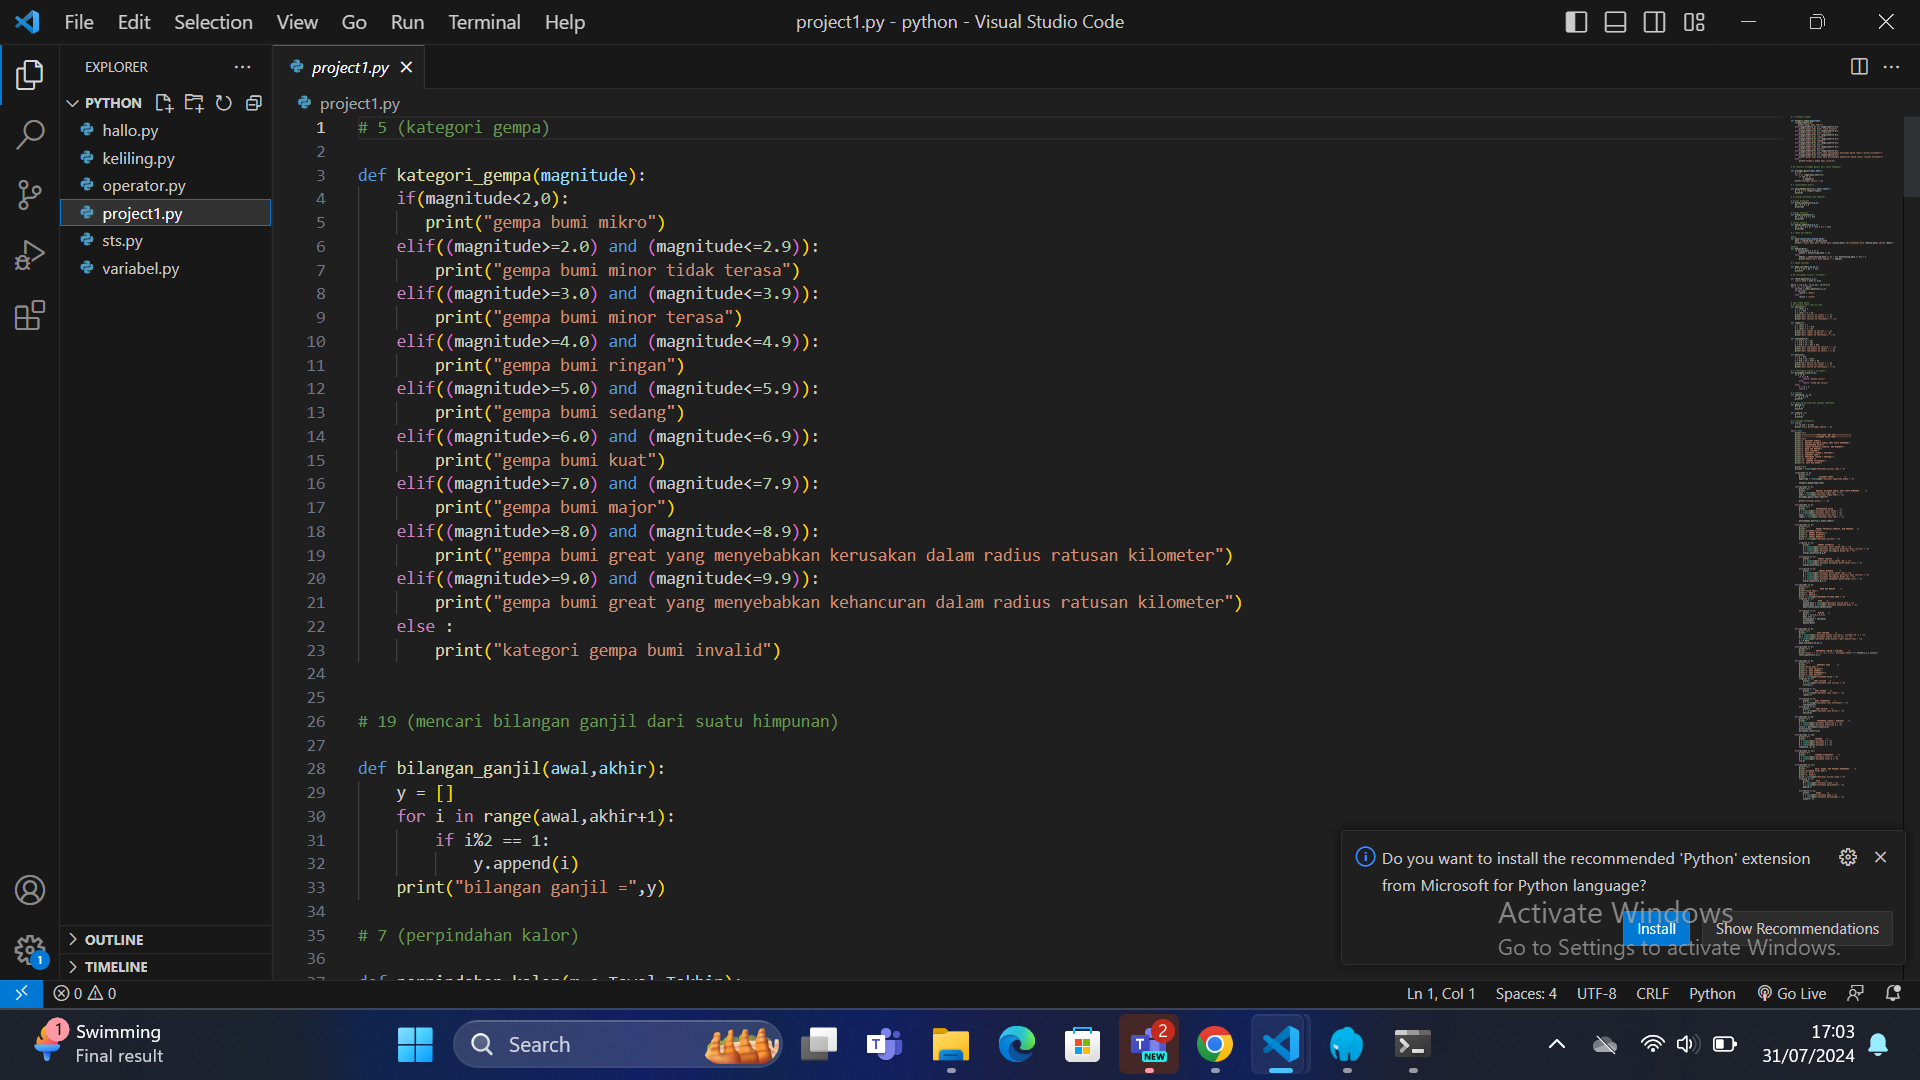 File Edit Selection View Go Run Terminal Help
project1.py - python - Visual Studio Code
EXPLORER
PYTHON
hallo.py
keliling.py
operator.py
project1.py
sts.py
variabel.py
OUTLINE
TIMELINE
project1.py
project1.py
1 # 5 (kategori gempa)
2
3 def kategori_gempa(magnitude):
4     if(magnitude<2,0):
5        print("gempa bumi mikro")
6     elif((magnitude>=2.0) and (magnitude<=2.9)):
7         print("gempa bumi minor tidak terasa")
8     elif((magnitude>=3.0) and (magnitude<=3.9)):
9         print("gempa bumi minor terasa")
10     elif((magnitude>=4.0) and (magnitude<=4.9)):
11         print("gempa bumi ringan")
12     elif((magnitude>=5.0) and (magnitude<=5.9)):
13         print("gempa bumi sedang")
14     elif((magnitude>=6.0) and (magnitude<=6.9)):
15         print("gempa bumi kuat")
16     elif((magnitude>=7.0) and (magnitude<=7.9)):
17         print("gempa bumi major")
18     elif((magnitude>=8.0) and (magnitude<=8.9)):
19         print("gempa bumi great yang menyebabkan kerusakan dalam radius ratusan kilometer")
20     elif((magnitude>=9.0) and (magnitude<=9.9)):
21         print("gempa bumi great yang menyebabkan kehancuran dalam radius ratusan kilometer")
22     else :
23         print("kategori gempa bumi invalid")
24
25
26 # 19 (mencari bilangan ganjil dari suatu himpunan)
27
28 def bilangan_ganjil(awal,akhir):
29     y = []
30     for i in range(awal,akhir+1):
31         if i%2 == 1:
32             y.append(i)
33     print("bilangan ganjil =",y)
34
35 # 7 (perpindahan kalor)
36
Do you want to install the recommended 'Python' extension
from Microsoft for Python language?
Install
Show Recommendations
Activate Windows
Go to Settings to activate Windows.
1
0 0
Ln 1, Col 1 Spaces: 4 UTF-8 CRLF Python Go Live
1
Swimming
Final result
Search
2
NEW
17:03
31/07/2024